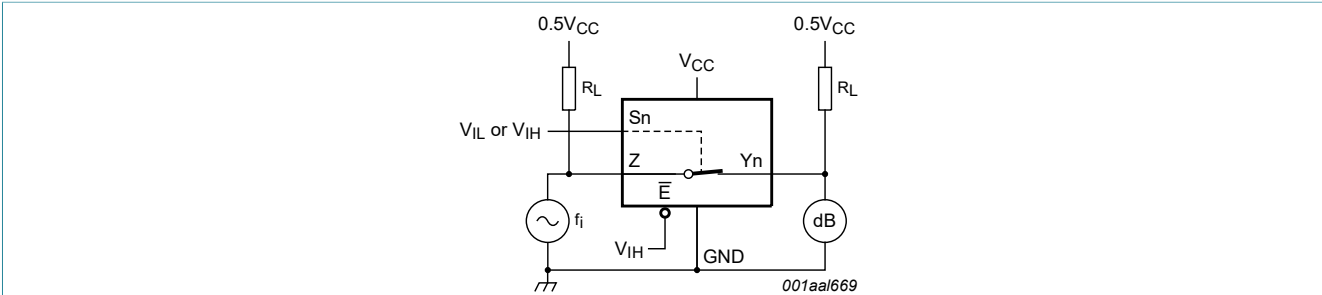 0.5VCC
0.5VCC
VCC
RL
RL
Sn
VIL or VIH
Z
Yn
E
fi
dB
VIH
GND
001aal669